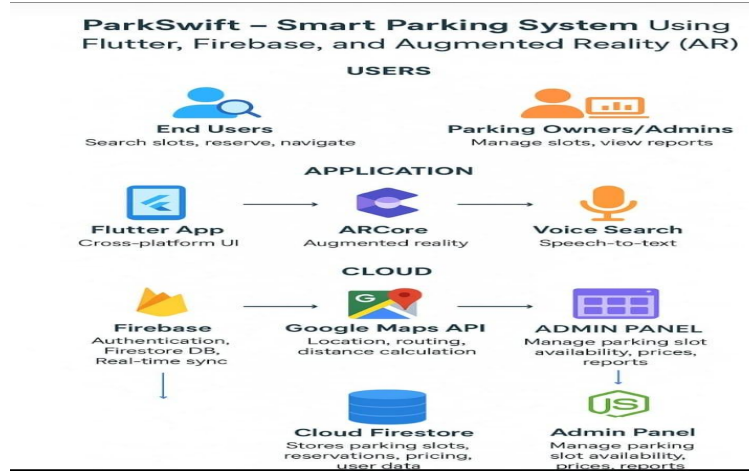 ParkSwift – Smart Parking System Using
Flutter, Firebase, and Augmented Reality (AR)
USERS
End Users
Search slots, reserve, navigate
Parking Owners/Admins
Manage slots, view reports
APPLICATION
Flutter App
Cross-platform UI
ARCore
Augmented reality
Voice Search
Speech-to-text
CLOUD
Firebase
Authentication,
Firestore DB,
Real-time sync
G
Google Maps API
Location, routing,
distance calculation
ADMIN PANEL
Manage parking slot
availability, prices,
reports
Cloud Firestore
Stores parking slots,
reservations, pricing,
user data
JS
Admin Panel
Manage parking
slot availability,
prices, reports